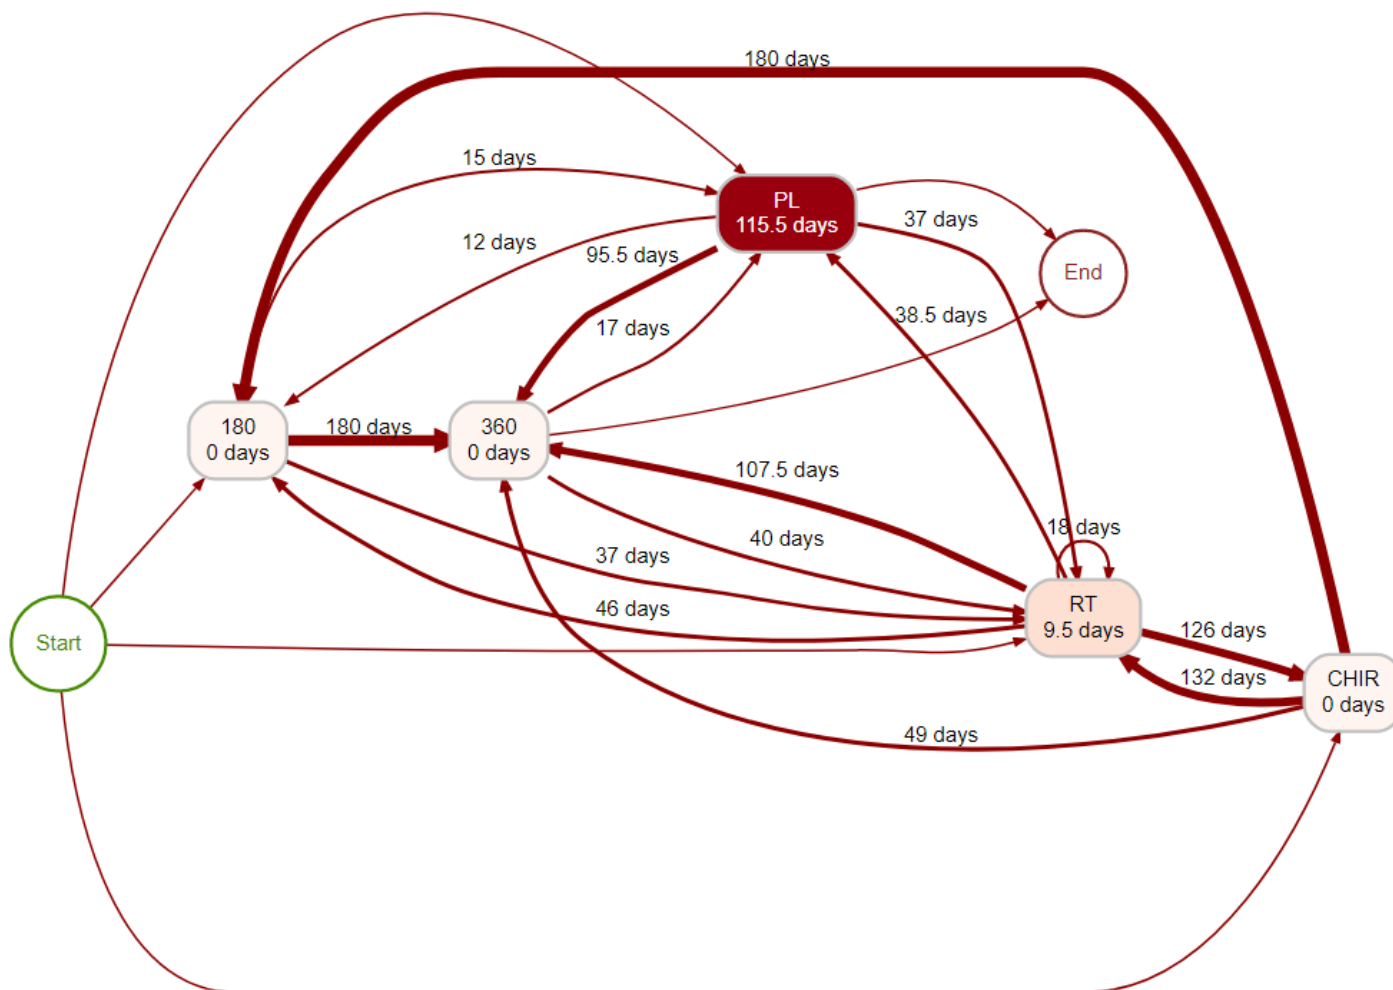 180 days
15 days
PL
115.5 days
37 days
12 days
95.5 days
End
38.5 days
17 days
180
0 days
180 days
360
0 days
107.5 days
18 days
40 days
37 days
46 days
RT
9.5 days
Start
126 days
132 days
CHIR
0 days
49 days